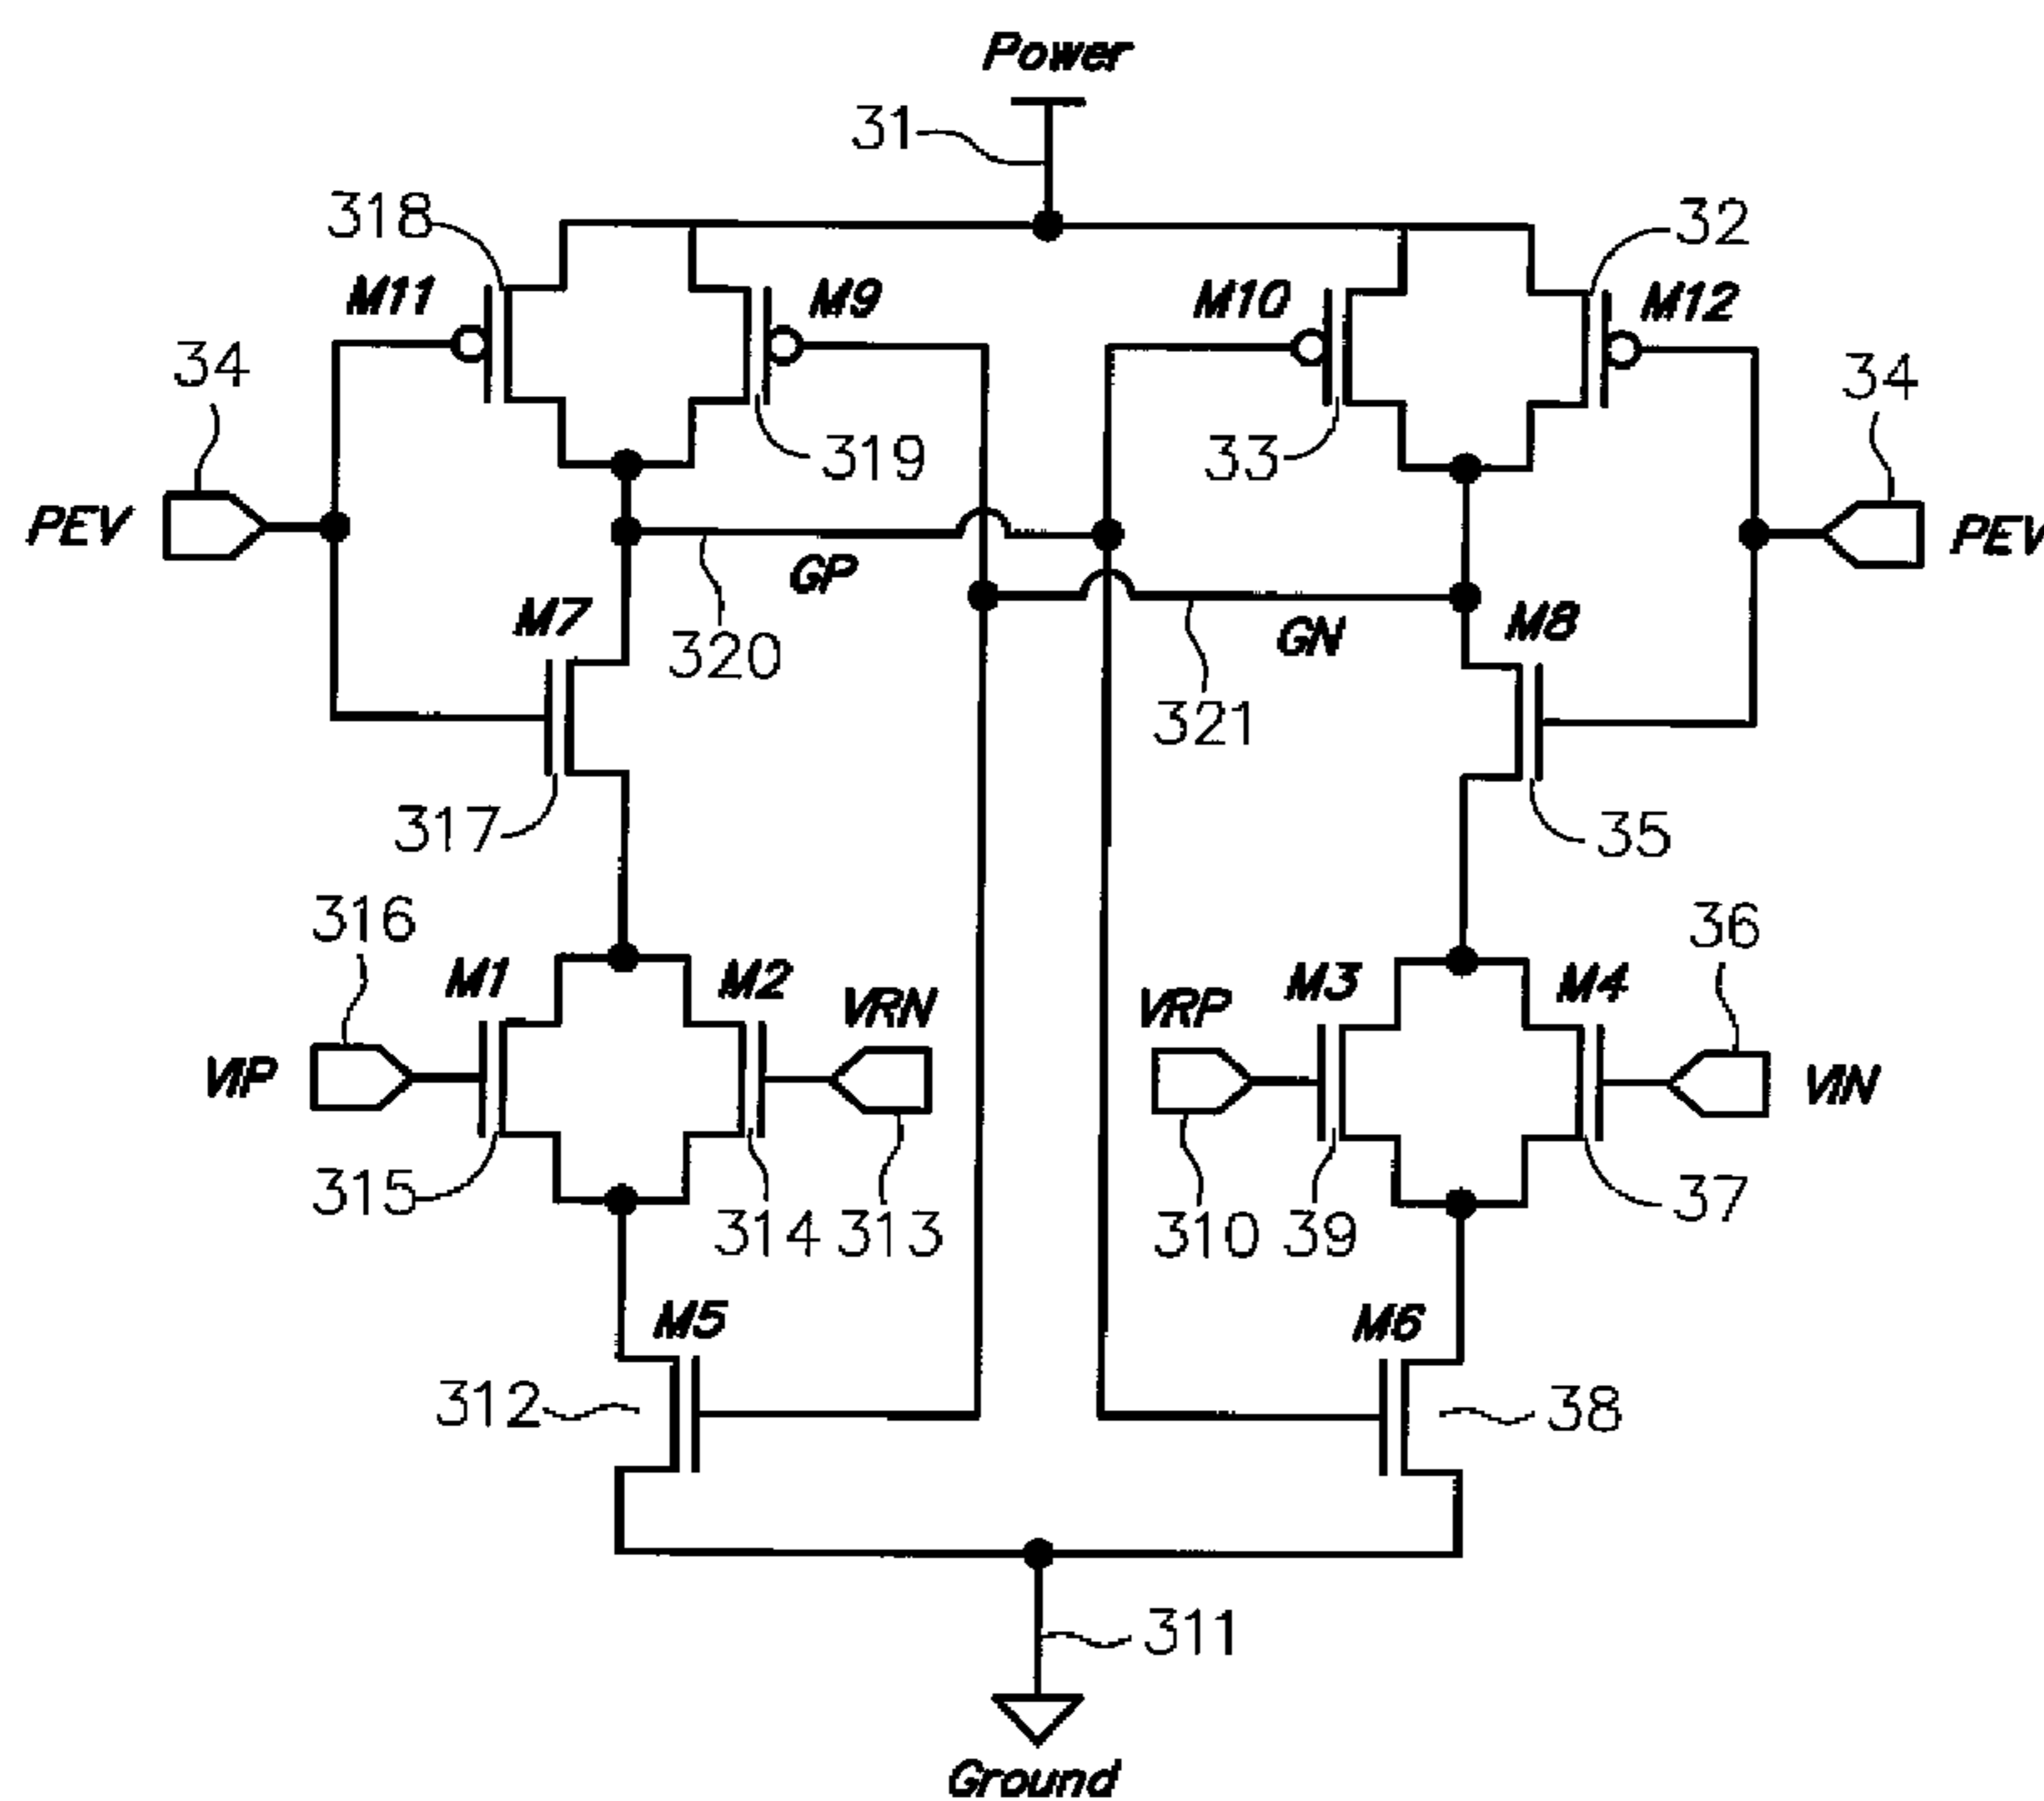 Power
31
318
32
M11
M9
M10
M12
34
34
319
33
PEV
PEV
GP
M7
M8
320
GN
321
317
35
316
36
M1
M2
VRN
VRP
M3
M4
VIP
VIN
315
314
313
310
39
37
M5
M6
312
38
311
Ground